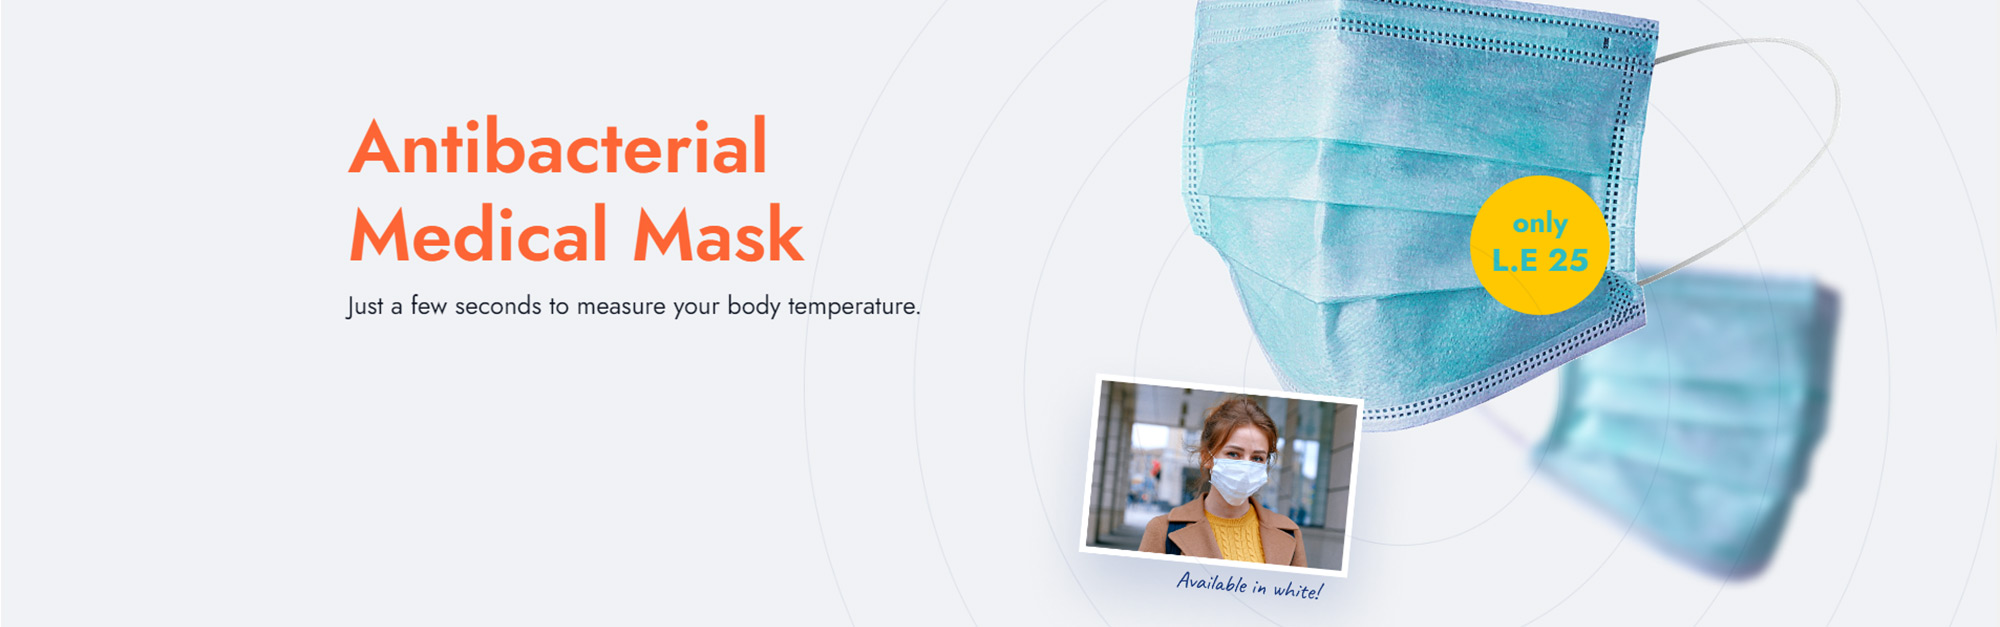 Antibacterial
Medical Mask
Just a few seconds to measure your body temperature.
only
L.E 25
Available in white!